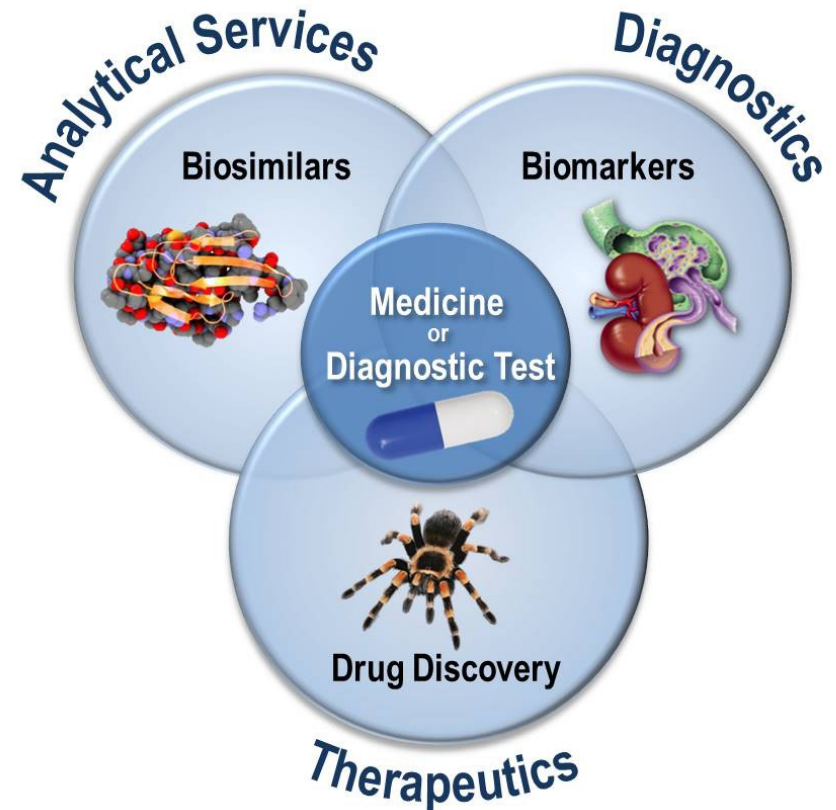 Analytical Services
Diagnostics
Biosimilars
Biomarkers
Medicine
or
Diagnostic Test
Drug Discovery
Therapeutics